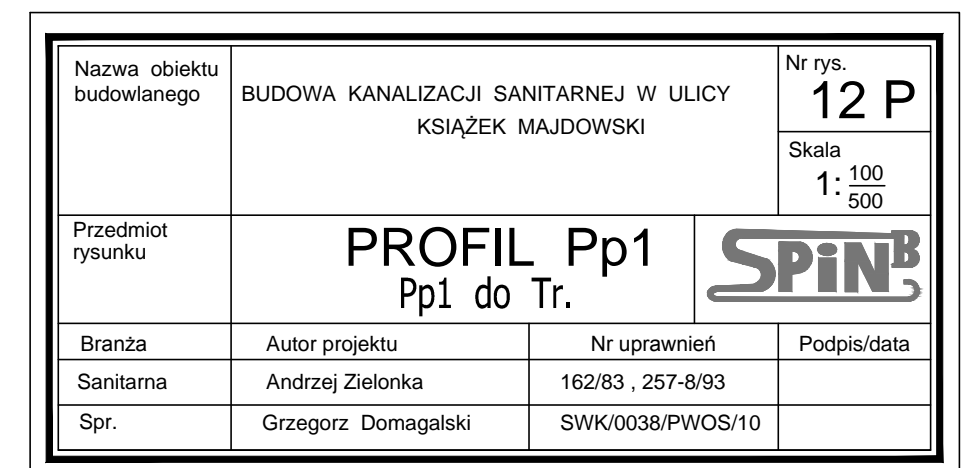 Nazwa obiektu
budowlanego
BUDOWA KANALIZACJI SANITARNEJ W ULICY
KSIĄŻEK MAJDOWSKI
Nr rys.
12 P
Skala
1: 100
500
Przedmiot
rysunku
PROFIL Pp1
Pp1 do Tr.
SPiN B
Branża
Autor projektu
Nr uprawnień
Podpis/data
Sanitarna
Andrzej Zielonka
162/83 , 257-8/93
Spr.
Grzegorz Domagalski
SWK/0038/PWOS/10